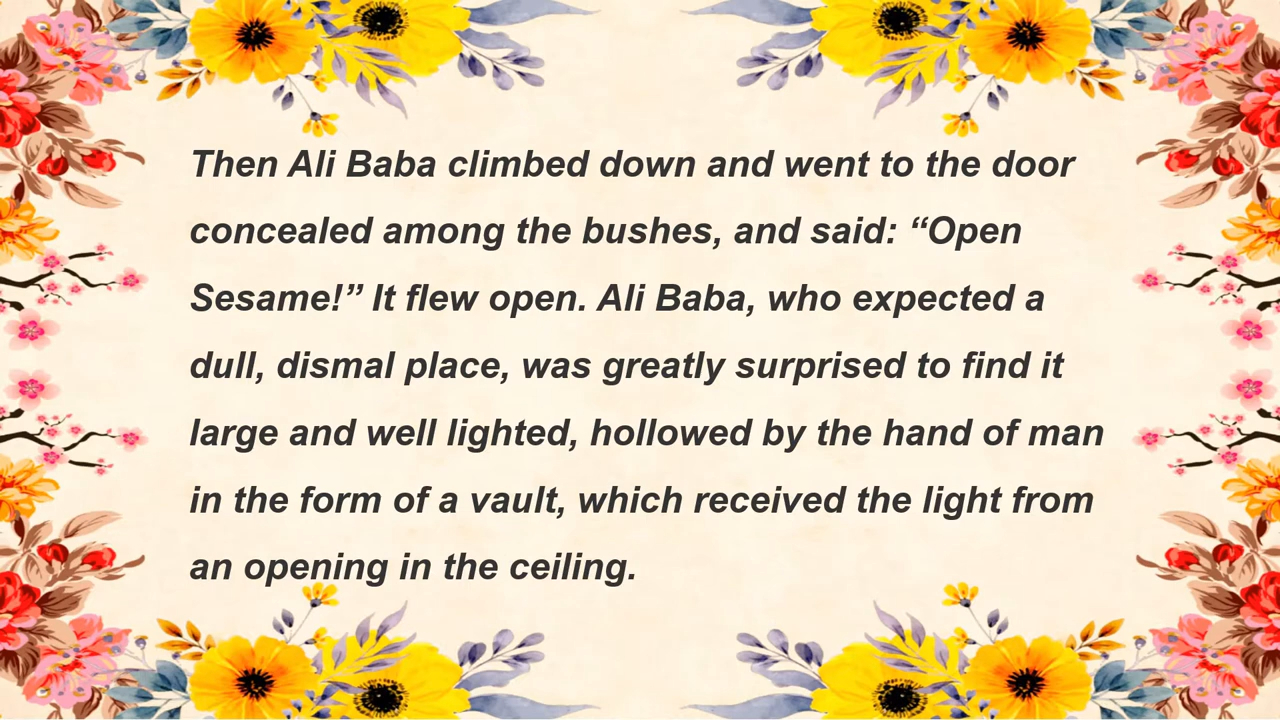 Then Ali Baba climbed down and went to the door
concealed among the bushes, and said: “Open
Sesame!” It flew open. Ali Baba, who expected a
dull, dismal place, was greatly surprised to find it
large and well lighted, hollowed by the hand of man
in the form of a vault, which received the light from
an opening in the ceiling.